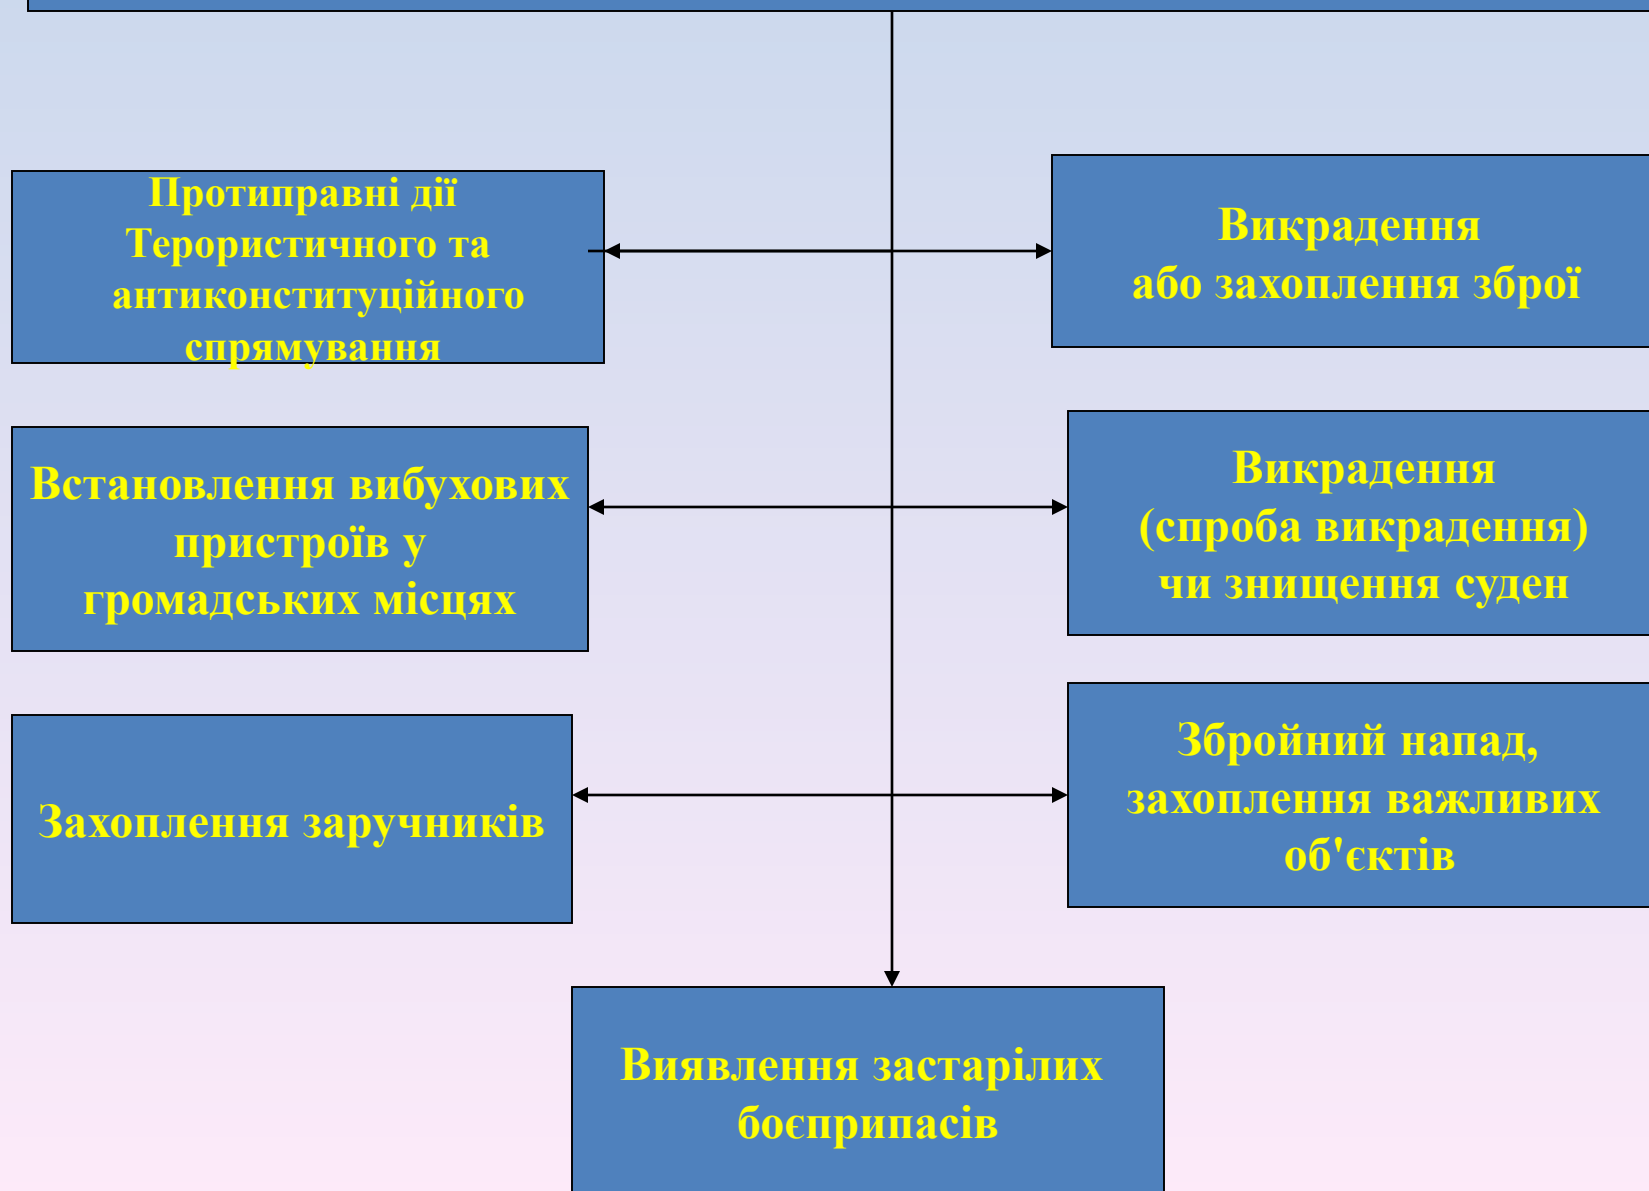 Протиправні дії
Терористичного та
антиконституційного
спрямування
Викрадення
або захоплення зброї
Встановлення вибухових
пристроїв у
громадських місцях
Викрадення
(спроба викрадення)
чи знищення суден
Захоплення заручників
Збройний напад,
захоплення важливих
об'єктів
Виявлення застарілих
боєприпасів